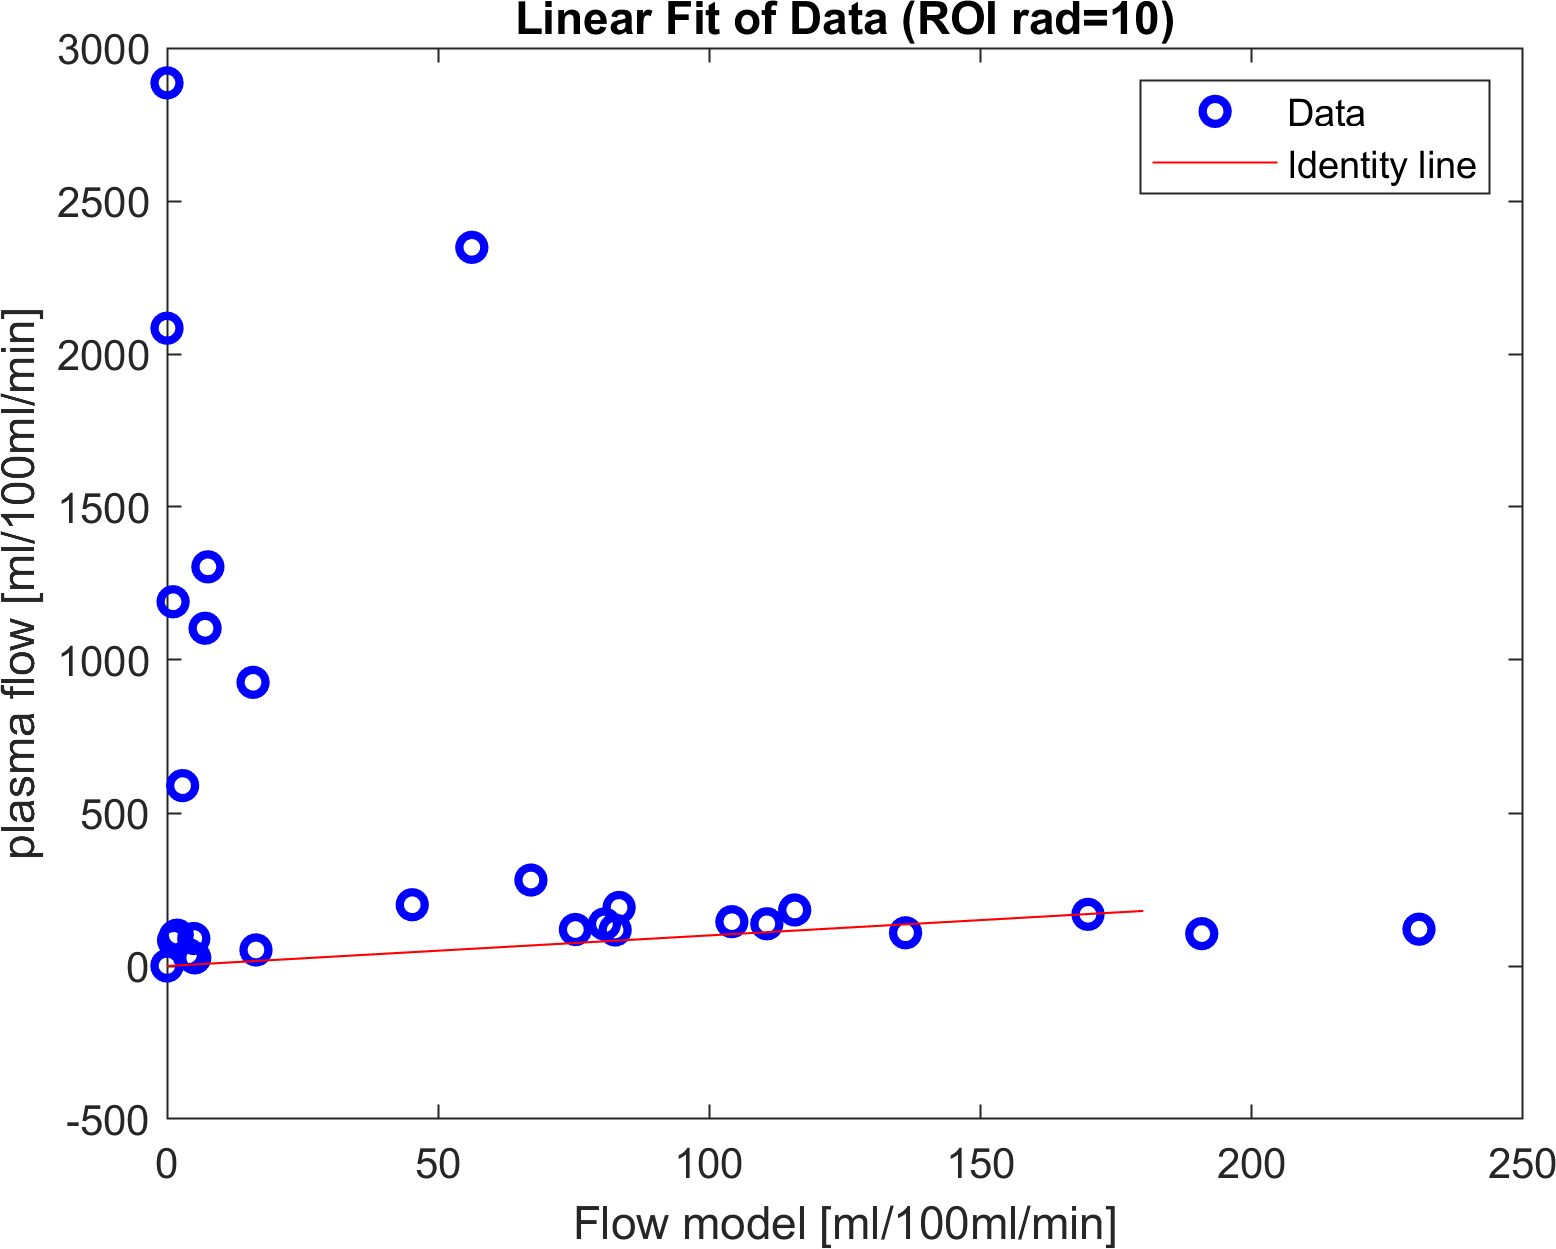 Linear Fit of Data (ROI rad=10)
3000
2500
2000
1500
1000
500
0
-500
plasma flow [ml/100ml/min]
Data
Identity line
0 50 100 150 200 250
Flow model [ml/100ml/min]